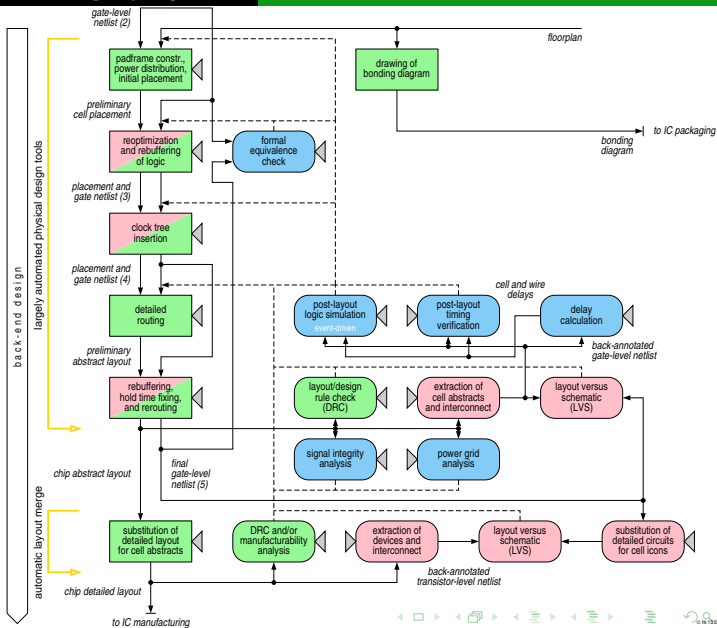 gate-level
netlist (2)
floorplan
padframe constr.,
power distribution,
initial placement
drawing of
bonding diagram
preliminary
cell placement
to IC packaging
bonding
diagram
reoptimization
and rebuffering
of logic
formal
equivalence
check
placement and
gate netlist (3)
clock tree
insertion
placement and
gate netlist (4)
cell and wire
delays
detailed
routing
post-layout
logic simulation
event-driven
post-layout
timing
verification
delay
calculation
back-annotated
gate-level netlist
preliminary
abstract layout
rebuffering,
hold time fixing,
and rerouting
layout/design
rule check
(DRC)
extraction of
cell abstracts
and interconnect
layout versus
schematic
(LVS)
signal integrity
analysis
power grid
analysis
chip abstract layout
final
gate-level
netlist (5)
substitution of
detailed layout
for cell abstracts
DRC and/or
manufacturability
analysis
extraction of
devices and
interconnect
layout versus
schematic
(LVS)
substitution of
detailed circuits
for cell icons
back-annotated
transistor-level netlist
chip detailed layout
to IC manufacturing
back-end design
largely automated physical design tools
automatic layout merge